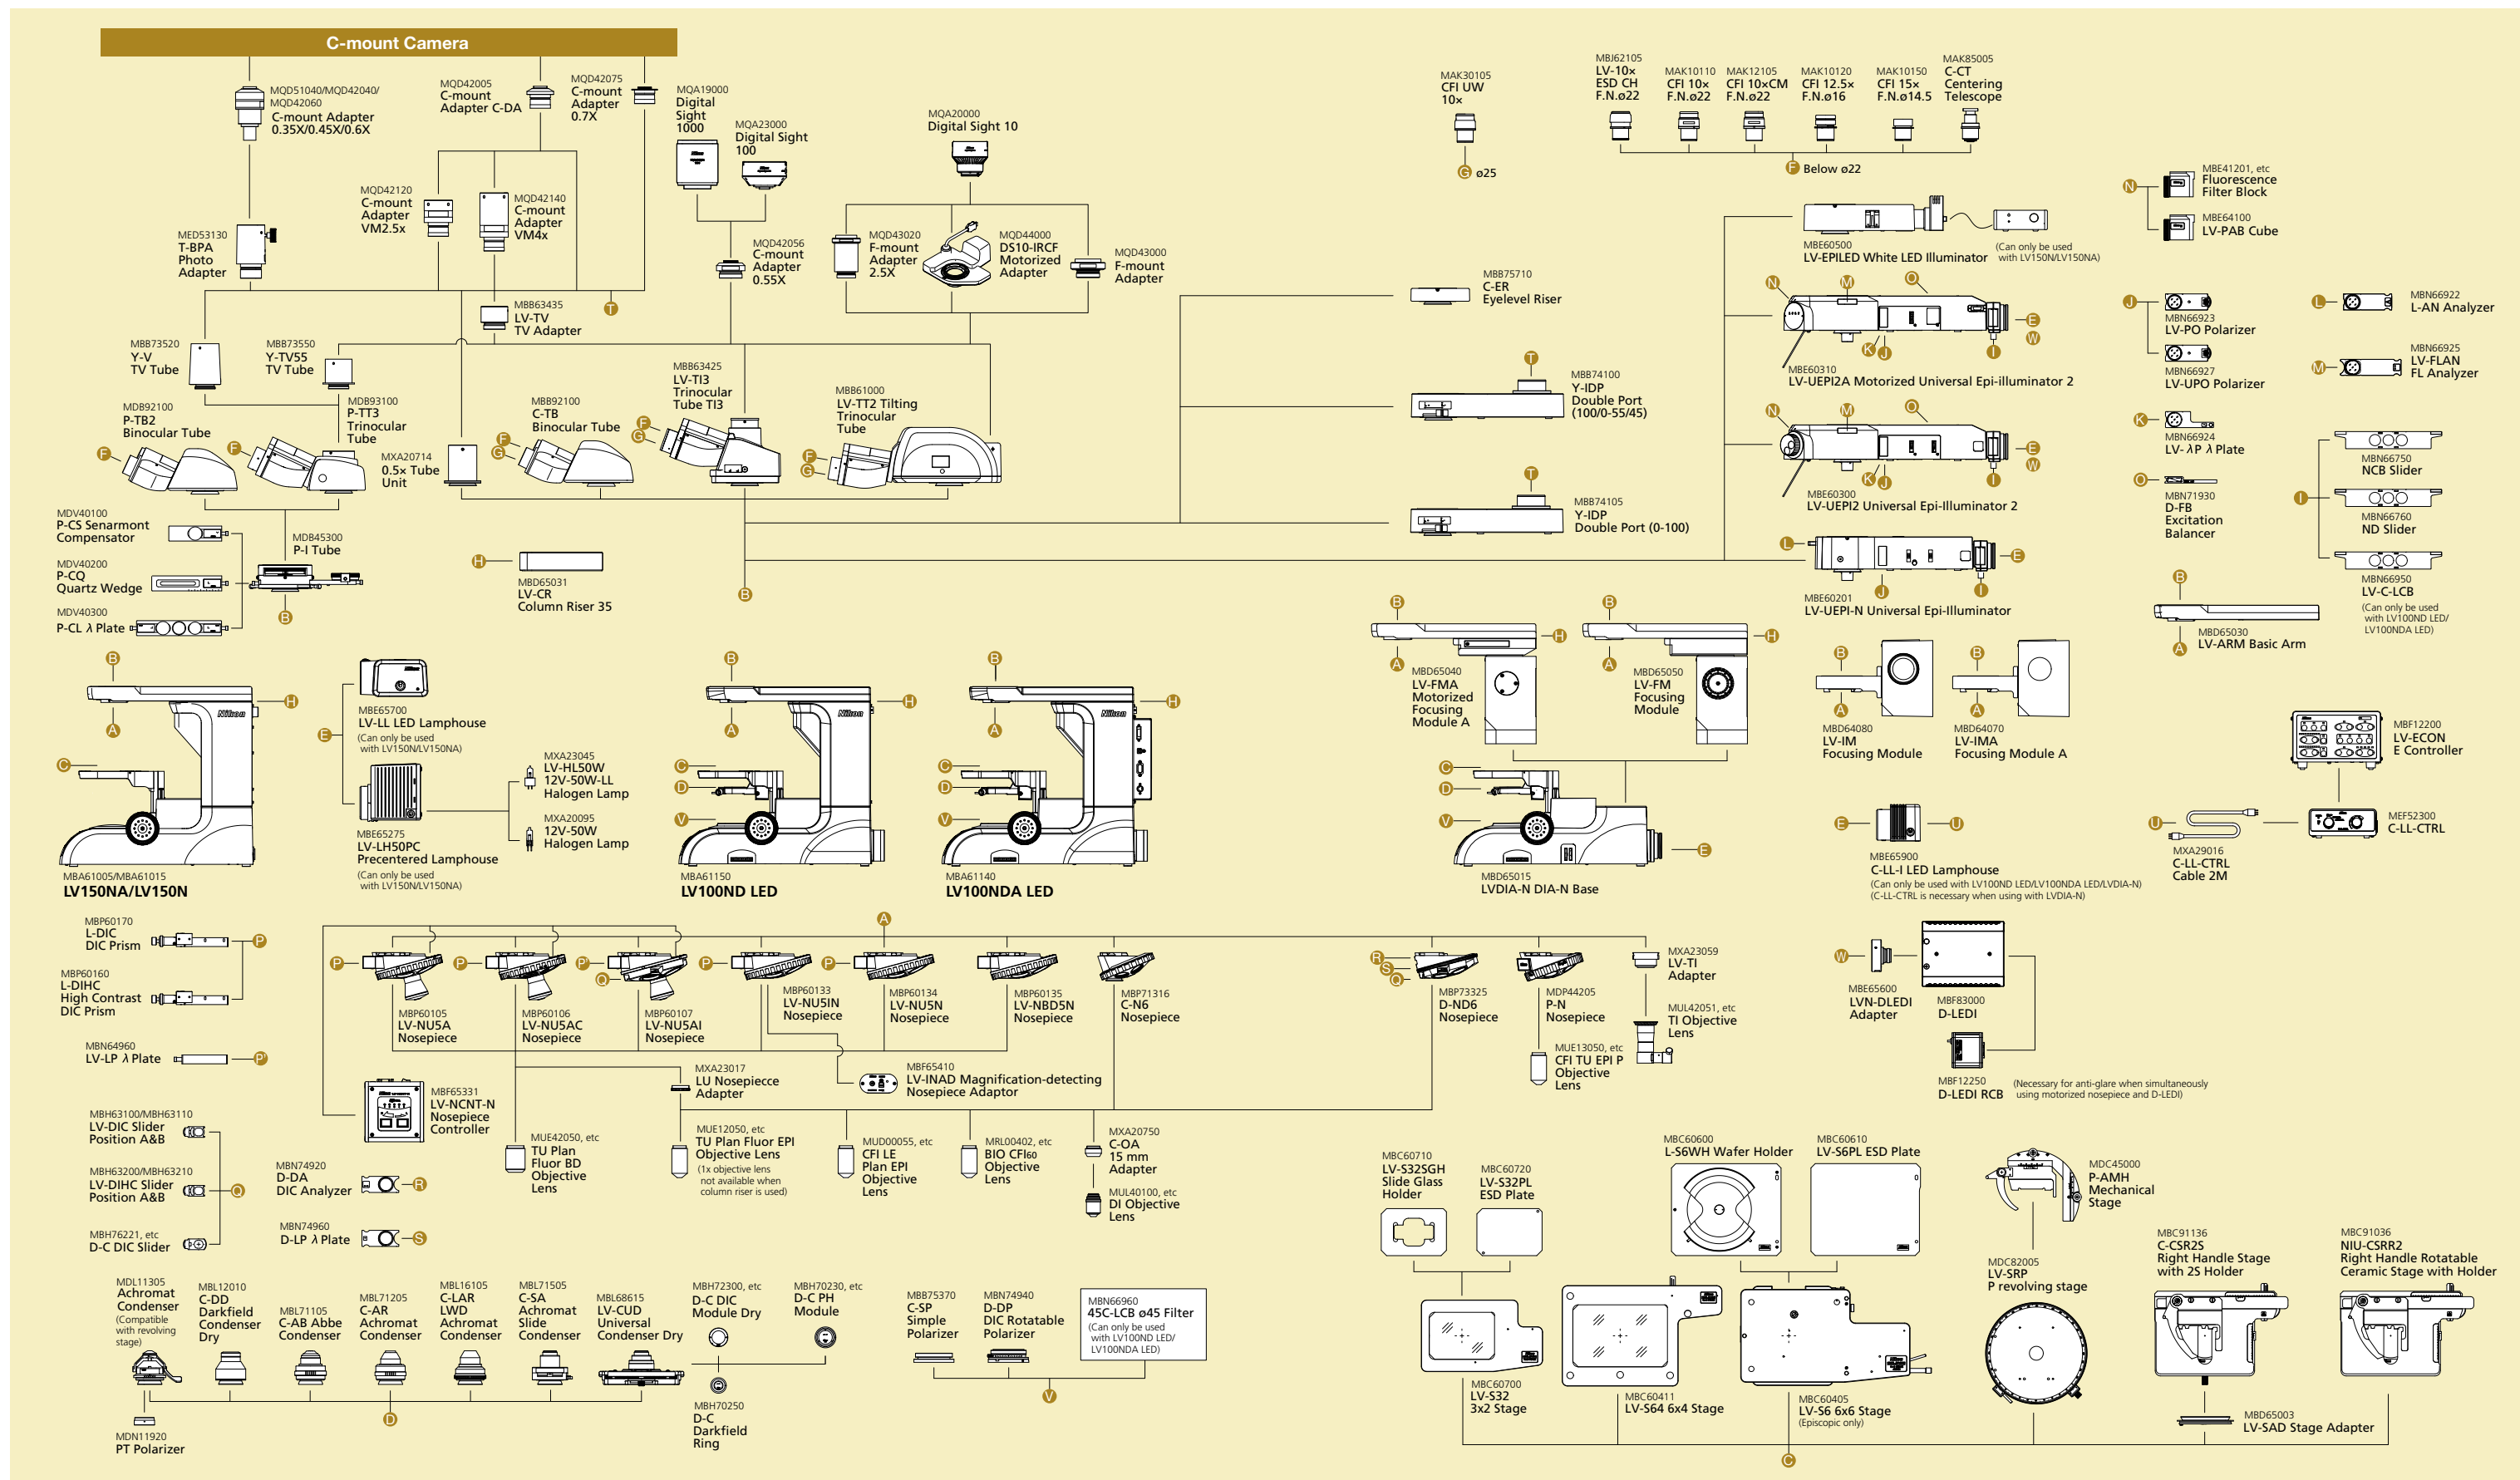 C-mount Camera
MQD51040/MQD42040/
MQD42060
C-mount Adapter
0.35X/0.45X/0.6X
MQD42005
C-mount
Adapter C-DA
MQD42075
C-mount
Adapter
0.7X
MQA19000
Digital
Sight
1000
MQA23000
Digital Sight
100
MQA20000
Digital Sight 10
MAK30105
CFI UW
10×
G ø25
MBJ62105
LV-10×
ESD CH
F.N.ø22
MAK10110
CFI 10×
F.N.ø22
MAK12105
CFI 10×CM
F.N.ø22
MAK10120
CFI 12.5×
F.N.ø16
MAK10150
CFI 15×
F.N.ø14.5
MAK85005
C-CT
Centering
Telescope
F Below ø22
MQD42120
C-mount
Adapter
VM2.5x
MQD42140
C-mount
Adapter
VM4x
MED53130
T-BPA
Photo
Adapter
MQD42056
C-mount
Adapter
0.55X
MQD43020
F-mount
Adapter
2.5X
MQD44000
DS10-IRCF
Motorized
Adapter
MQD43000
F-mount
Adapter
T
MBB63435
LV-TV
TV Adapter
MBB73520
Y-V
TV Tube
MBB73550
Y-TV55
TV Tube
MDB92100
P-TB2
Binocular Tube
F
MDB93100
P-TT3
Trinocular
Tube
F
MXA20714
0.5× Tube
Unit
MBB92100
C-TB
Binocular Tube
F
G
MBB63425
LV-TI3
Trinocular
Tube TI3
F
G
MBB61000
LV-TT2 Tilting
Trinocular
Tube
F
G
MBB75710
C-ER
Eyelevel Riser
T
MBB74100
Y-IDP
Double Port
(100/0-55/45)
T
MBB74105
Y-IDP
Double Port (0-100)
MBE60500
LV-EPILED White LED Illuminator
(Can only be used
with LV150N/LV150NA)
N
M
O
E
W
K
J
I
MBE60310
LV-UEPI2A Motorized Universal Epi-illuminator 2
N
M
O
E
W
K
J
I
MBE60300
LV-UEPI2 Universal Epi-Illuminator 2
L
E
J
I
MBE60201
LV-UEPI-N Universal Epi-Illuminator
N
MBE41201, etc
Fluorescence
Filter Block
MBE64100
LV-PAB Cube
J
MBN66923
LV-PO Polarizer
MBN66927
LV-UPO Polarizer
L
MBN66922
L-AN Analyzer
M
MBN66925
LV-FLAN
FL Analyzer
K
MBN66924
LV-λP λ Plate
O
MBN71930
D-FB
Excitation
Balancer
I
MBN66750
NCB Slider
MBN66760
ND Slider
MBN66950
LV-C-LCB
(Can only be used
with LV100ND LED/
LV100NDA LED)
B
A
MBD65030
LV-ARM Basic Arm
MDV40100
P-CS Senarmont
Compensator
MDV40200
P-CQ
Quartz Wedge
MDV40300
P-CL λ Plate
MDB45300
P-I Tube
B
H
MBD65031
LV-CR
Column Riser 35
B
B
H
A
C
Nikon
MBA61005/MBA61015
LV150NA/LV150N
E
MBE65700
LV-LL LED Lamphouse
(Can only be used
with LV150N/LV150NA)
MBE65275
LV-LH50PC
Precentered Lamphouse
(Can only be used
with LV150N/LV150NA)
MXA23045
LV-HL50W
12V-50W-LL
Halogen Lamp
MXA20095
12V-50W
Halogen Lamp
B
H
A
C
D
V
Nikon
MBA61150
LV100ND LED
B
H
A
C
D
V
Nikon
MBA61140
LV100NDA LED
B
H
A
MBD65040
LV-FMA
Motorized
Focusing
Module A
B
H
A
MBD65050
LV-FM
Focusing
Module
C
D
V
E
MBD65015
LVDIA-N DIA-N Base
B
A
MBD64080
LV-IM
Focusing Module
B
A
MBD64070
LV-IMA
Focusing Module A
E
U
MBE65900
C-LL-I LED Lamphouse
(Can only be used with LV100ND LED/LV100NDA LED/LVDIA-N)
(C-LL-CTRL is necessary when using with LVDIA-N)
MBF12200
LV-ECON
E Controller
MEF52300
C-LL-CTRL
U
MXA29016
C-LL-CTRL
Cable 2M
MBP60170
L-DIC
DIC Prism
P
MBP60160
L-DIHC
High Contrast
DIC Prism
MBN64960
LV-LP λ Plate
P'
A
P
MBP60105
LV-NU5A
Nosepiece
P
MBP60106
LV-NU5AC
Nosepiece
P'
Q
MBP60107
LV-NU5AI
Nosepiece
P
MBP60133
LV-NU5IN
Nosepiece
P
MBP60134
LV-NU5N
Nosepiece
MBP60135
LV-NBD5N
Nosepiece
MBP71316
C-N6
Nosepiece
R
S
Q
MBP73325
D-ND6
Nosepiece
MDP44205
P-N
Nosepiece
MXA23059
LV-TI
Adapter
MUL42051, etc
TI Objective
Lens
MUE13050, etc
CFI TU EPI P
Objective
Lens
W
MBE65600
LVN-DLEDI
Adapter
MBF83000
D-LEDI
MBF12250
D-LEDI RCB
(Necessary for anti-glare when simultaneously
using motorized nosepiece and D-LEDI)
MBF65331
LV-NCNT-N
Nosepiece
Controller
MXA23017
LU Nosepiecce
Adapter
MBF65410
LV-INAD Magnification-detecting
Nosepiece Adaptor
MUE42050, etc
TU Plan
Fluor BD
Objective
Lens
MUE12050, etc
TU Plan Fluor EPI
Objective Lens
(1x objective lens
not available when
column riser is used)
MUD00055, etc
CFI LE
Plan EPI
Objective
Lens
MRL00402, etc
BIO CFI60
Objective
Lens
MXA20750
C-OA
15 mm
Adapter
MUL40100, etc
DI Objective
Lens
MBH63100/MBH63110
LV-DIC Slider
Position A&B
MBH63200/MBH63210
LV-DIHC Slider
Position A&B
Q
MBH76221, etc
D-C DIC Slider
MBN74920
D-DA
DIC Analyzer
R
MBN74960
D-LP λ Plate
S
MDL11305
Achromat
Condenser
(Compatible
with revolving
stage)
MBL12010
C-DD
Darkfield
Condenser
Dry
MBL71105
C-AB Abbe
Condenser
MBL71205
C-AR
Achromat
Condenser
MBL16105
C-LAR
LWD
Achromat
Condenser
MBL71505
C-SA
Achromat
Slide
Condenser
MBL68615
LV-CUD
Universal
Condenser Dry
D
MDN11920
PT Polarizer
MBH72300, etc
D-C DIC
Module Dry
MBH70230, etc
D-C PH
Module
MBH70250
D-C
Darkfield
Ring
MBB75370
C-SP
Simple
Polarizer
MBN74940
D-DP
DIC Rotatable
Polarizer
MBN66960
45C-LCB ø45 Filter
(Can only be used
with LV100ND LED/
LV100NDA LED)
V
MBC60710
LV-S32SGH
Slide Glass
Holder
MBC60720
LV-S32PL
ESD Plate
MBC60600
L-S6WH Wafer Holder
MBC60610
LV-S6PL ESD Plate
MDC45000
P-AMH
Mechanical
Stage
MDC82005
LV-SRP
P revolving stage
MBC91136
C-CSR2S
Right Handle Stage
with 2S Holder
MBC91036
NIU-CSRR2
Right Handle Rotatable
Ceramic Stage with Holder
MBC60700
LV-S32
3x2 Stage
MBC60411
LV-S64 6x4 Stage
MBC60405
LV-S6 6x6 Stage
(Episcopic only)
MBD65003
LV-SAD Stage Adapter
C